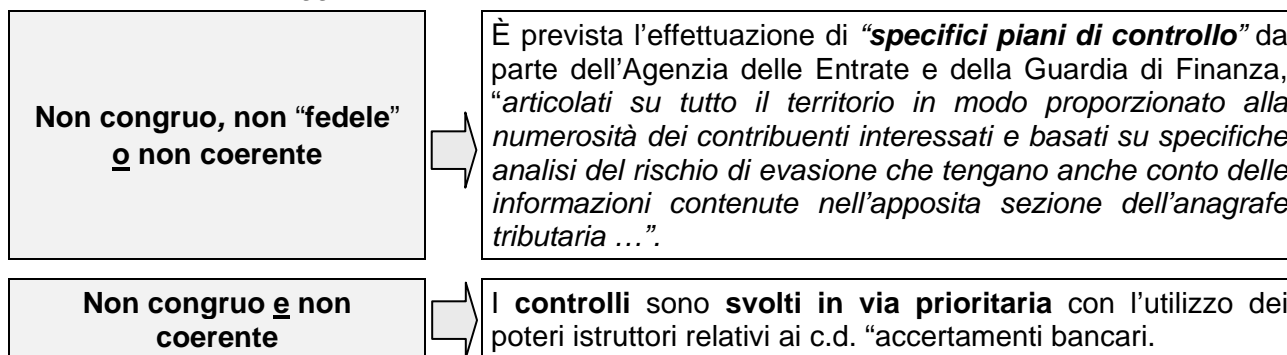 Non congruo, non “fedele”
o non coerente
È prevista l’effettuazione di “specifici piani di controllo” da
parte dell’Agenzia delle Entrate e della Guardia di Finanza,
“articolati su tutto il territorio in modo proporzionato alla
numerosità dei contribuenti interessati e basati su specifiche
analisi del rischio di evasione che tengano anche conto delle
informazioni contenute nell’apposita sezione dell’anagrafe
tributaria …”.
Non congruo e non
coerente
I controlli sono svolti in via prioritaria con l’utilizzo dei
poteri istruttori relativi ai c.d. “accertamenti bancari.